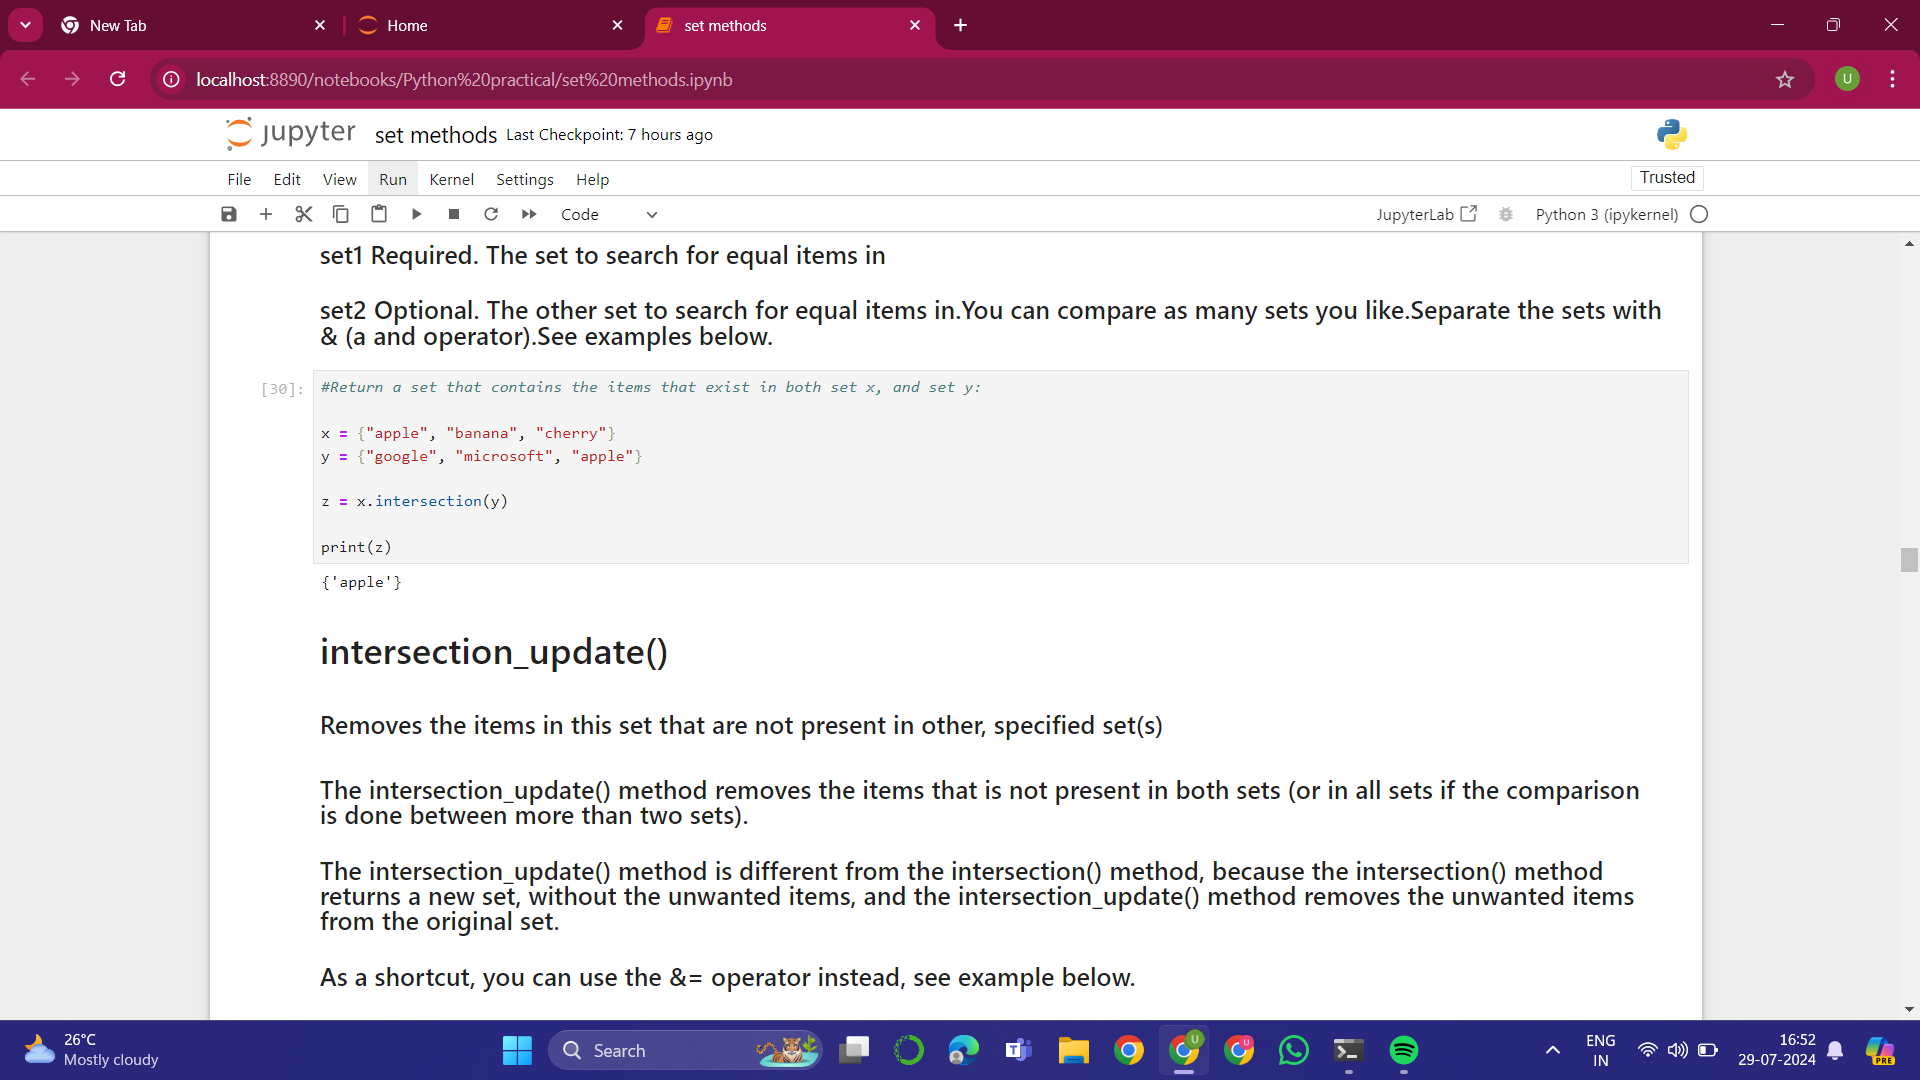 New Tab
Home
set methods
localhost:8890/notebooks/Python%20practical/set%20methods.ipynb
U
jupyter set methods Last Checkpoint: 7 hours ago
File Edit View Run Kernel Settings Help
Trusted
Code
JupyterLab
Python 3 (ipykernel)
set1 Required. The set to search for equal items in
set2 Optional. The other set to search for equal items in.You can compare as many sets you like.Separate the sets with
& (a and operator).See examples below.
[30]:
#Return a set that contains the items that exist in both set x, and set y:
x = {"apple", "banana", "cherry"}
y = {"google", "microsoft", "apple"}
z = x.intersection(y)
print(z)
{'apple'}
intersection_update()
Removes the items in this set that are not present in other, specified set(s)
The intersection_update() method removes the items that is not present in both sets (or in all sets if the comparison
is done between more than two sets).
The intersection_update() method is different from the intersection() method, because the intersection() method
returns a new set, without the unwanted items, and the intersection_update() method removes the unwanted items
from the original set.
As a shortcut, you can use the &= operator instead, see example below.
26°C
Mostly cloudy
Search
U
U
ENG
IN
16:52
29-07-2024
PRE